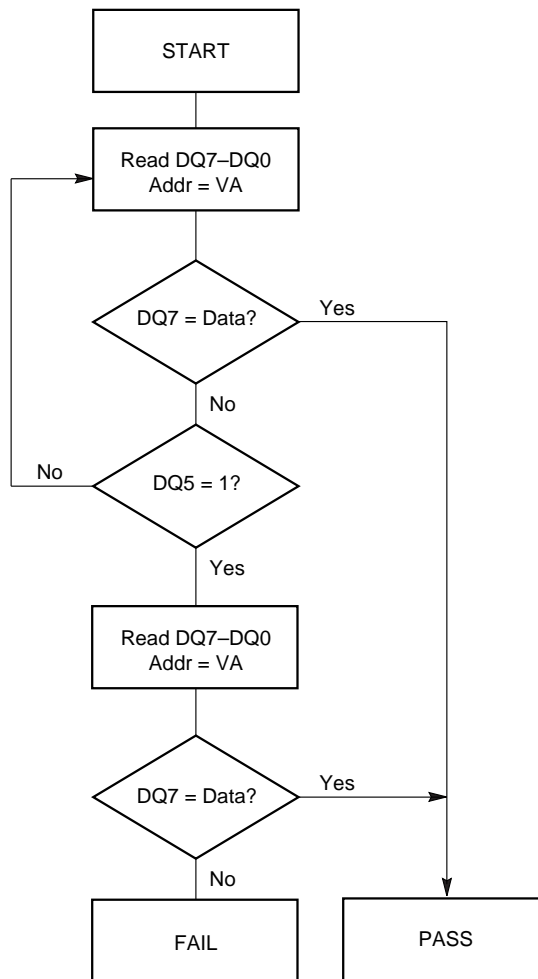 START
Read DQ7–DQ0
Addr = VA
DQ7 = Data?
Yes
No
No
DQ5 = 1?
Yes
Read DQ7–DQ0
Addr = VA
DQ7 = Data?
Yes
No
FAIL
PASS